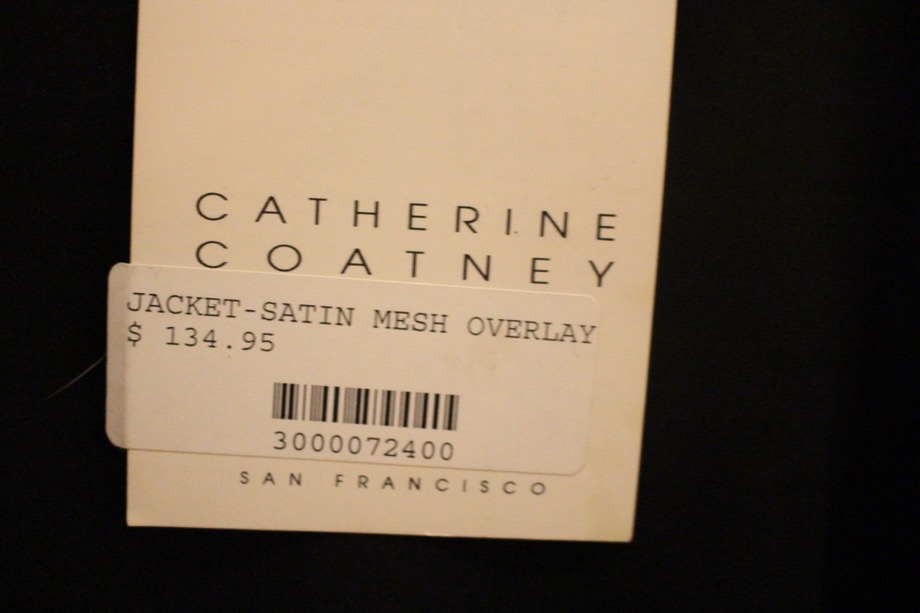 CATHERINE
COATNEY
JACKET-SATIN MESH OVERLAY
$ 134.95
3000072400
SAN FRANCISCO